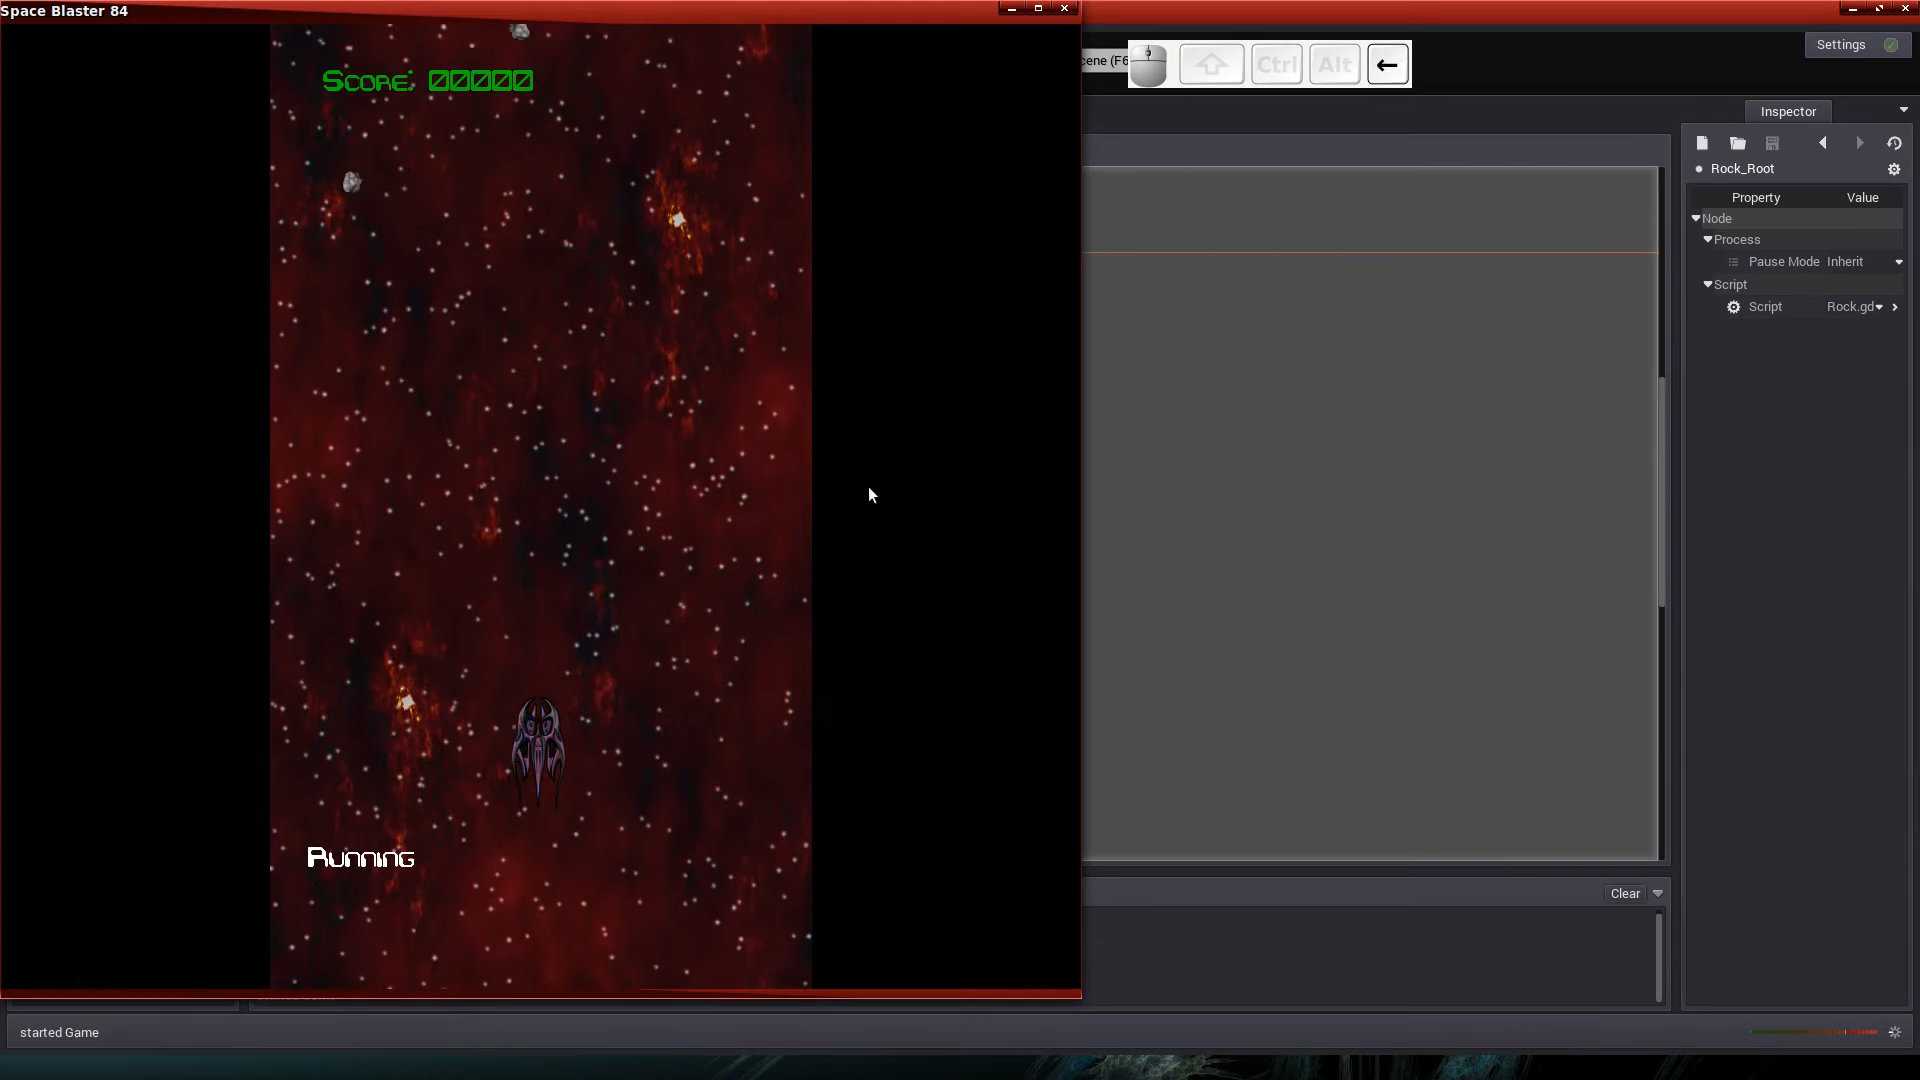 Space Blaster 84
Score: 00000
Running
cene (F6
Ctrl
Alt
←
Settings
Inspector
Rock_Root
Property Value
Node
Process
Pause Mode Inherit
Script
Script Rock.gd
Clear
started Game